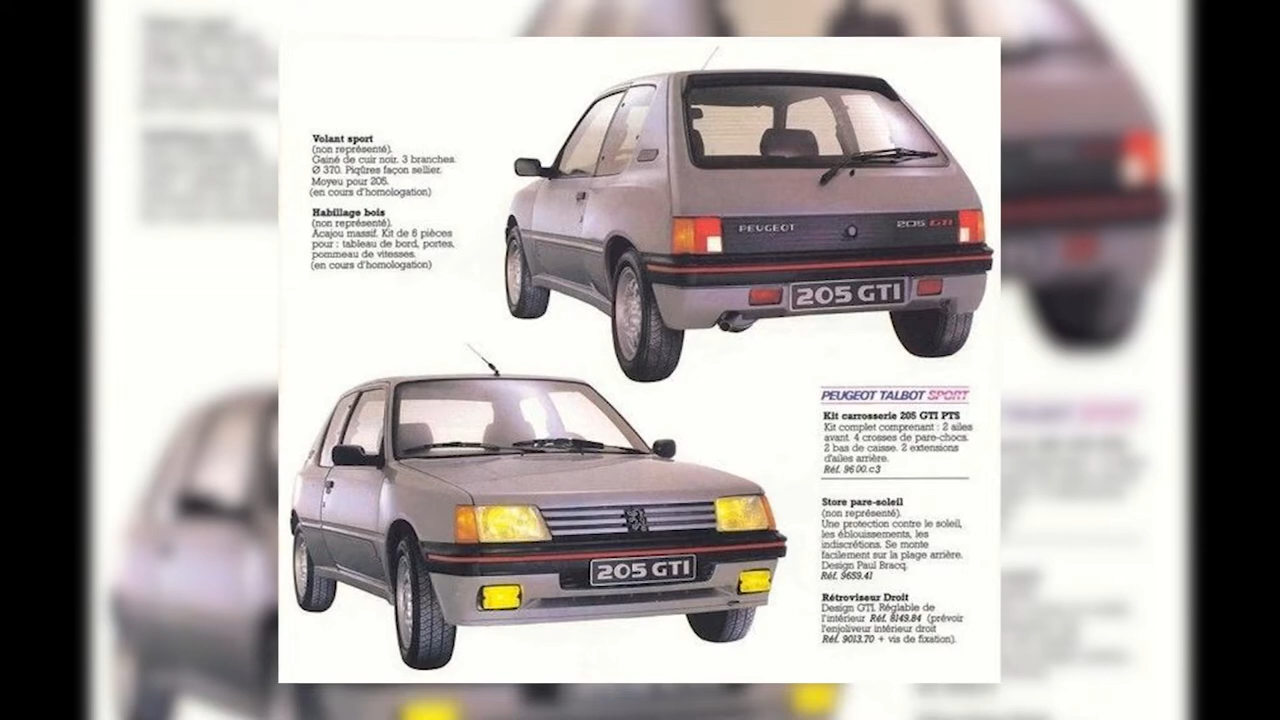 Volant sport
(non représenté).
Gainé de cuir noir. 3 branches.
Ø 370. Piqûres façon sellier.
Moyeu pour 205.
(en cours d'homologation)
Habillage bois
(non représenté).
Acajou massif. Kit de 6 pièces
pour : tableau de bord, portes,
pommeau de vitesses.
(en cours d'homologation)
PEUGEOT
205 GTI
205 GTI
205 GTI
PEUGEOT TALBOT SPORT
Kit carrosserie 205 GTI PTS
Kit complet comprenant : 2 ailes
avant. 4 crosses de pare-chocs.
2 bas de caisse. 2 extensions
d'ailes arrière.
Réf. 9600.c3
Store pare-soleil
(non représenté).
Une protection contre le soleil,
les éblouissements, les
indiscrétions. Se monte
facilement sur la plage arrière.
Design Paul Bracq.
Réf. 9659.41
Rétroviseur Droit
Design GTI. Réglable de
l'intérieur Réf. 8149.84 (prévoir
l'enjoliveur intérieur droit
Réf. 9013.70 + vis de fixation).